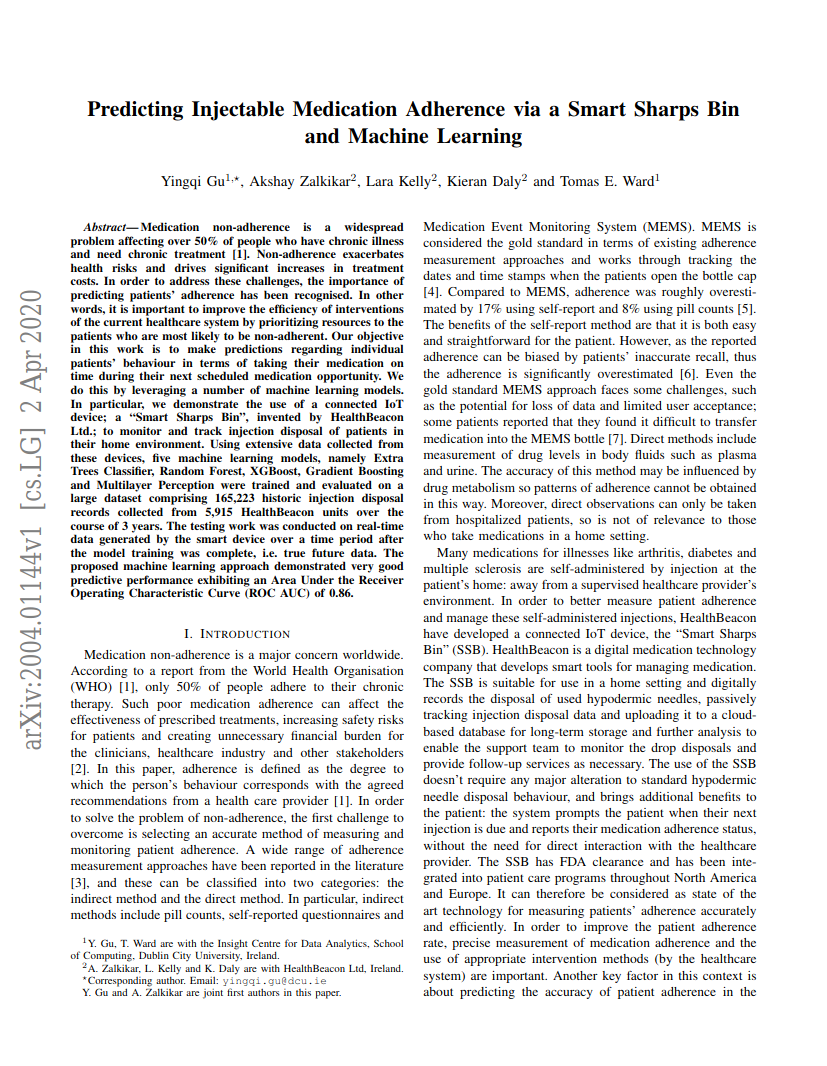 Predicting Injectable Medication Adherence via a Smart Sharps Bin
and Machine Learning
Yingqi Gu1,⋆, Akshay Zalkikar2, Lara Kelly2, Kieran Daly2 and Tomas E. Ward1
Abstract— Medication non-adherence is a widespread
problem affecting over 50% of people who have chronic illness
and need chronic treatment [1]. Non-adherence exacerbates
health risks and drives significant increases in treatment
costs. In order to address these challenges, the importance of
predicting patients' adherence has been recognised. In other
words, it is important to improve the efficiency of interventions
of the current healthcare system by prioritizing resources to the
patients who are most likely to be non-adherent. Our objective
in this work is to make predictions regarding individual
patients' behaviour in terms of taking their medication on
time during their next scheduled medication opportunity. We
do this by leveraging a number of machine learning models.
In particular, we demonstrate the use of a connected IoT
device; a "Smart Sharps Bin", invented by HealthBeacon
Ltd.; to monitor and track injection disposal of patients in
their home environment. Using extensive data collected from
these devices, five machine learning models, namely Extra
Trees Classifier, Random Forest, XGBoost, Gradient Boosting
and Multilayer Perception were trained and evaluated on a
large dataset comprising 165,223 historic injection disposal
records collected from 5,915 HealthBeacon units over the
course of 3 years. The testing work was conducted on real-time
data generated by the smart device over a time period after
the model training was complete, i.e. true future data. The
proposed machine learning approach demonstrated very good
predictive performance exhibiting an Area Under the Receiver
Operating Characteristic Curve (ROC AUC) of 0.86.
I. INTRODUCTION
Medication non-adherence is a major concern worldwide.
According to a report from the World Health Organisation
(WHO) [1], only 50% of people adhere to their chronic
therapy. Such poor medication adherence can affect the
effectiveness of prescribed treatments, increasing safety risks
for patients and creating unnecessary financial burden for
the clinicians, healthcare industry and other stakeholders
[2]. In this paper, adherence is defined as the degree to
which the person's behaviour corresponds with the agreed
recommendations from a health care provider [1]. In order
to solve the problem of non-adherence, the first challenge to
overcome is selecting an accurate method of measuring and
monitoring patient adherence. A wide range of adherence
measurement approaches have been reported in the literature
[3], and these can be classified into two categories: the
indirect method and the direct method. In particular, indirect
methods include pill counts, self-reported questionnaires and
1Y. Gu, T. Ward are with the Insight Centre for Data Analytics, School
of Computing, Dublin City University, Ireland.
2A. Zalkikar, L. Kelly and K. Daly are with HealthBeacon Ltd, Ireland.
⋆Corresponding author. Email: yingqi.gu@dcu.ie
Y. Gu and A. Zalkikar are joint first authors in this paper.
Medication Event Monitoring System (MEMS). MEMS is
considered the gold standard in terms of existing adherence
measurement approaches and works through tracking the
dates and time stamps when the patients open the bottle cap
[4]. Compared to MEMS, adherence was roughly overesti-
mated by 17% using self-report and 8% using pill counts [5].
The benefits of the self-report method are that it is both easy
and straightforward for the patient. However, as the reported
adherence can be biased by patients' inaccurate recall, thus
the adherence is significantly overestimated [6]. Even the
gold standard MEMS approach faces some challenges, such
as the potential for loss of data and limited user acceptance;
some patients reported that they found it difficult to transfer
medication into the MEMS bottle [7]. Direct methods include
measurement of drug levels in body fluids such as plasma
and urine. The accuracy of this method may be influenced by
drug metabolism so patterns of adherence cannot be obtained
in this way. Moreover, direct observations can only be taken
from hospitalized patients, so is not of relevance to those
who take medications in a home setting.
Many medications for illnesses like arthritis, diabetes and
multiple sclerosis are self-administered by injection at the
patient's home: away from a supervised healthcare provider's
environment. In order to better measure patient adherence
and manage these self-administered injections, HealthBeacon
have developed a connected IoT device, the "Smart Sharps
Bin" (SSB). HealthBeacon is a digital medication technology
company that develops smart tools for managing medication.
The SSB is suitable for use in a home setting and digitally
records the disposal of used hypodermic needles, passively
tracking injection disposal data and uploading it to a cloud-
based database for long-term storage and further analysis to
enable the support team to monitor the drop disposals and
provide follow-up services as necessary. The use of the SSB
doesn't require any major alteration to standard hypodermic
needle disposal behaviour, and brings additional benefits to
the patient: the system prompts the patient when their next
injection is due and reports their medication adherence status,
without the need for direct interaction with the healthcare
provider. The SSB has FDA clearance and has been inte-
grated into patient care programs throughout North America
and Europe. It can therefore be considered as state of the
art technology for measuring patients' adherence accurately
and efficiently. In order to improve the patient adherence
rate, precise measurement of medication adherence and the
use of appropriate intervention methods (by the healthcare
system) are important. Another key factor in this context is
about predicting the accuracy of patient adherence in the
arXiv:2004.01144v1 [cs.LG] 2 Apr 2020